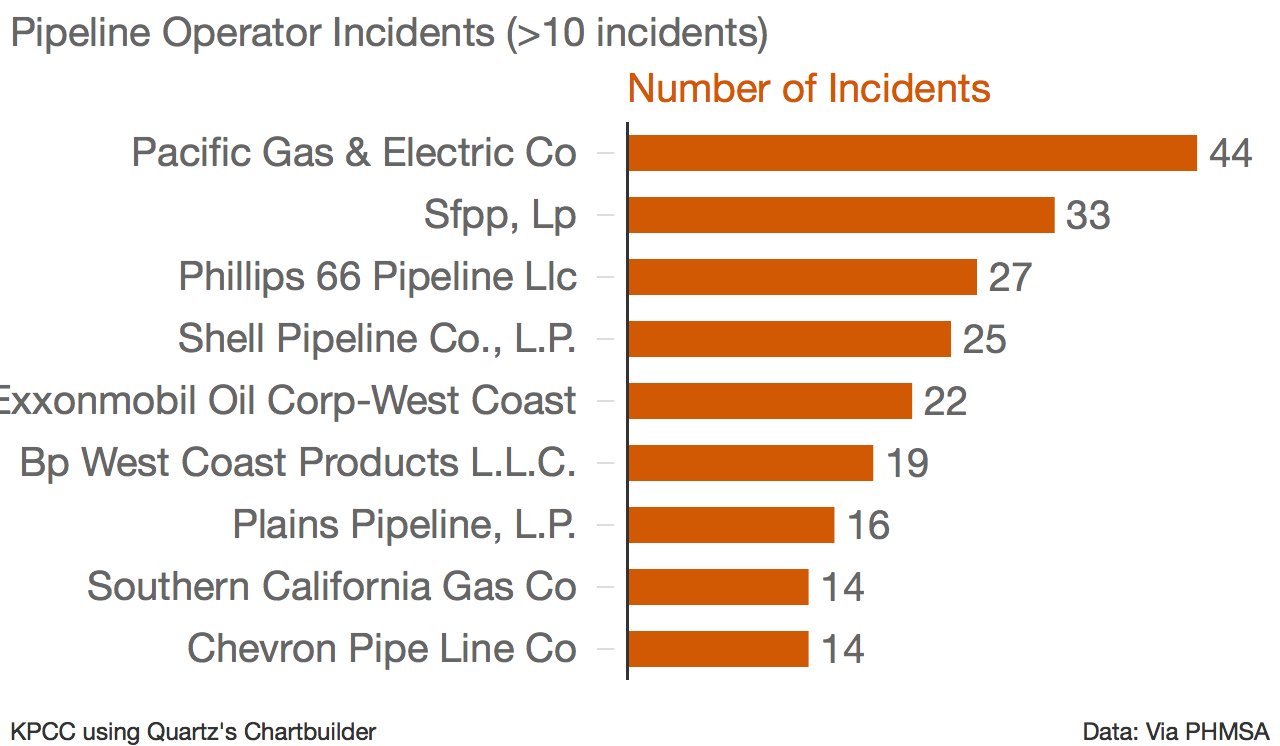 Pipeline Operator Incidents (>10 incidents)
Number of Incidents
Pacific Gas & Electric Co 44
Sfpp, Lp 33
Phillips 66 Pipeline Llc 27
Shell Pipeline Co., L.P. 25
Exxonmobil Oil Corp-West Coast 22
Bp West Coast Products L.L.C. 19
Plains Pipeline, L.P. 16
Southern California Gas Co 14
Chevron Pipe Line Co 14
KPCC using Quartz's Chartbuilder
Data: Via PHMSA